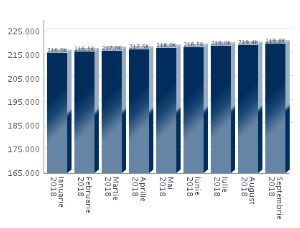 225.000
215.000
205.000
195.000
185.000
175.000
165.000
216,0K
216,5K
217,0K
217,5K
218,0K
218,5K
219,0K
219,4K
219,8K
Ianuarie
2018
Februarie
2018
Martie
2018
Aprilie
2018
Mai
2018
Iunie
2018
Iulie
2018
August
2018
Septembrie
2018